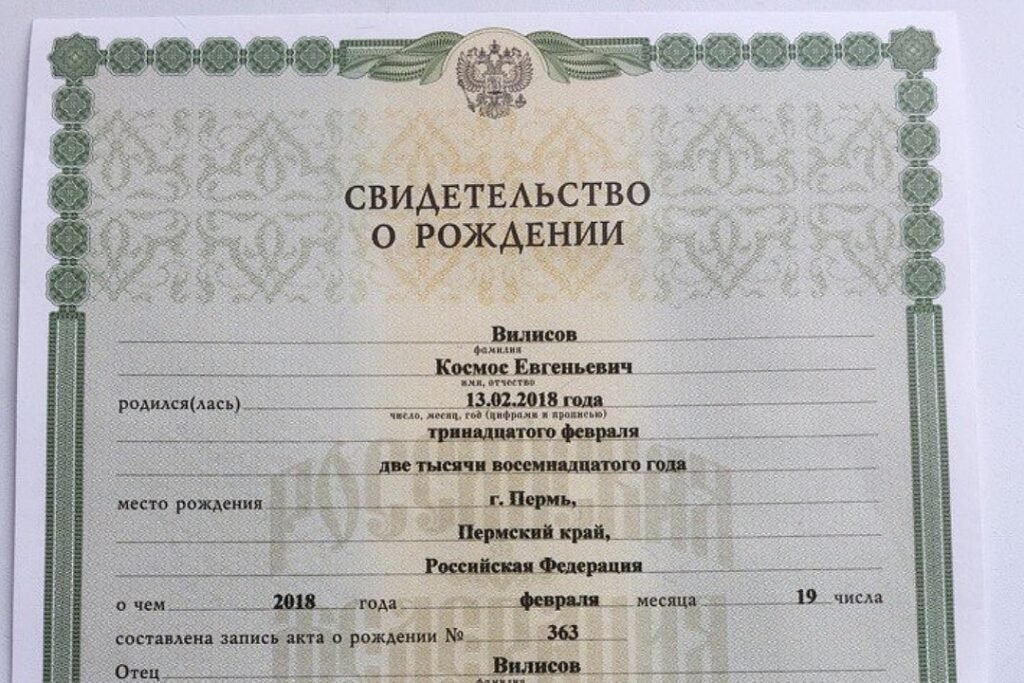 СВИДЕТЕЛЬСТВО
О РОЖДЕНИИ
Вилисов
фамилия
Космос Евгеньевич
имя, отчество
родился(лась) 13.02.2018 года
число, месяц, год (цифрами и прописью)
тринадцатого февраля
две тысячи восемнадцатого года
место рождения г. Пермь,
Пермский край,
Российская Федерация
о чем 2018 года февраля месяца 19 числа
составлена запись акта о рождении № 363
Отец Вилисов
фамилия